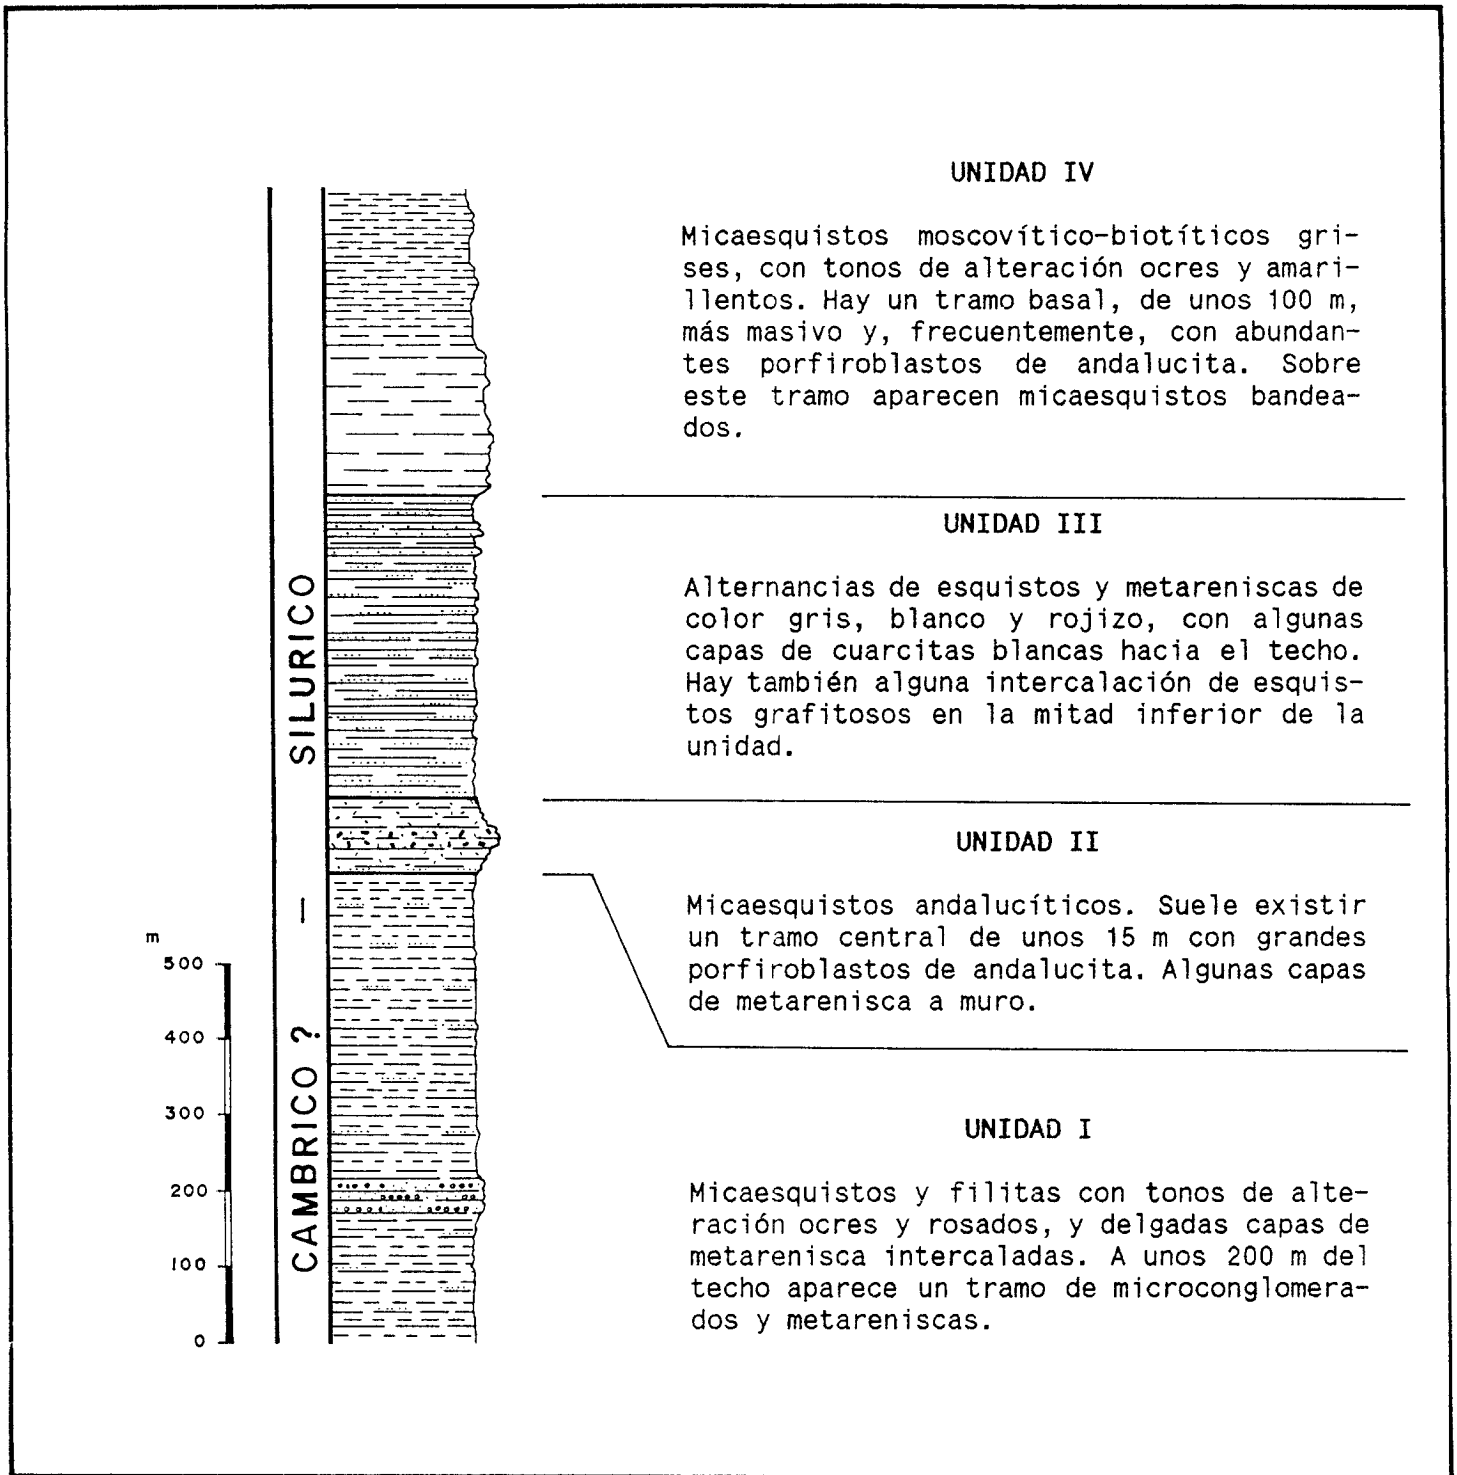 UNIDAD IV
Micaesquistos moscovítico-biotíticos gri-
ses, con tonos de alteración ocres y amari-
llentos. Hay un tramo basal, de unos 100 m,
más masivo y, frecuentemente, con abundan-
tes porfiroblastos de andalucita. Sobre
este tramo aparecen micaesquistos bandea-
dos.
UNIDAD III
Alternancias de esquistos y metareniscas de
color gris, blanco y rojizo, con algunas
capas de cuarcitas blancas hacia el techo.
Hay también alguna intercalación de esquis-
tos grafitosos en la mitad inferior de la
unidad.
UNIDAD II
Micaesquistos andalucíticos. Suele existir
un tramo central de unos 15 m con grandes
porfiroblastos de andalucita. Algunas capas
de metarenisca a muro.
UNIDAD I
Micaesquistos y filitas con tonos de alte-
ración ocres y rosados, y delgadas capas de
metarenisca intercaladas. A unos 200 m del
techo aparece un tramo de microconglomera-
dos y metareniscas.
CAMBRICO ? — SILURICO
m
500
400
300
200
100
0